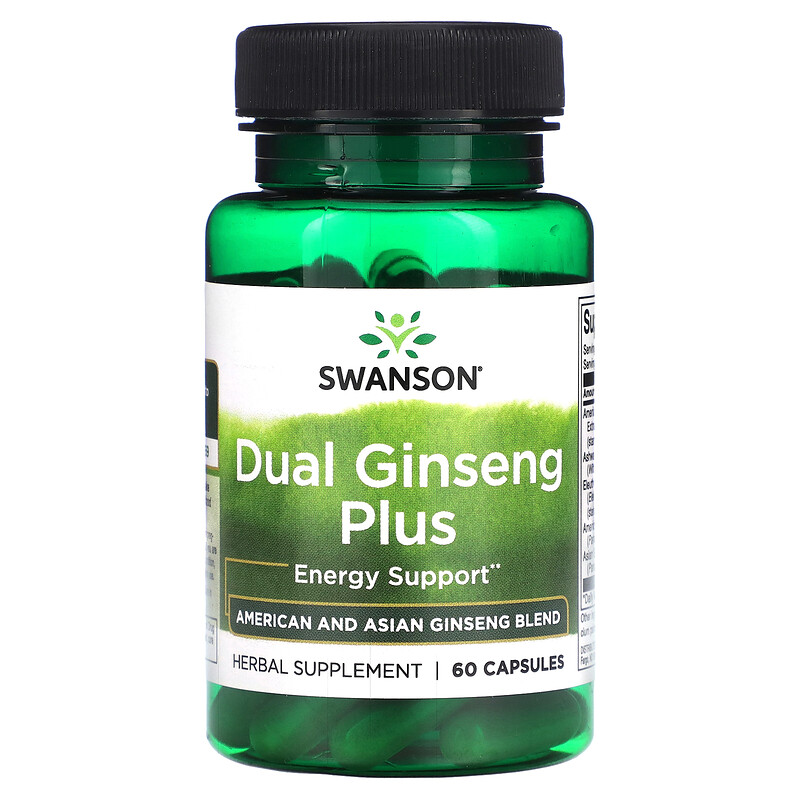 SWANSON®
Dual Ginseng
Plus
Energy Support**
AMERICAN AND ASIAN GINSENG BLEND
HERBAL SUPPLEMENT | 60 CAPSULES